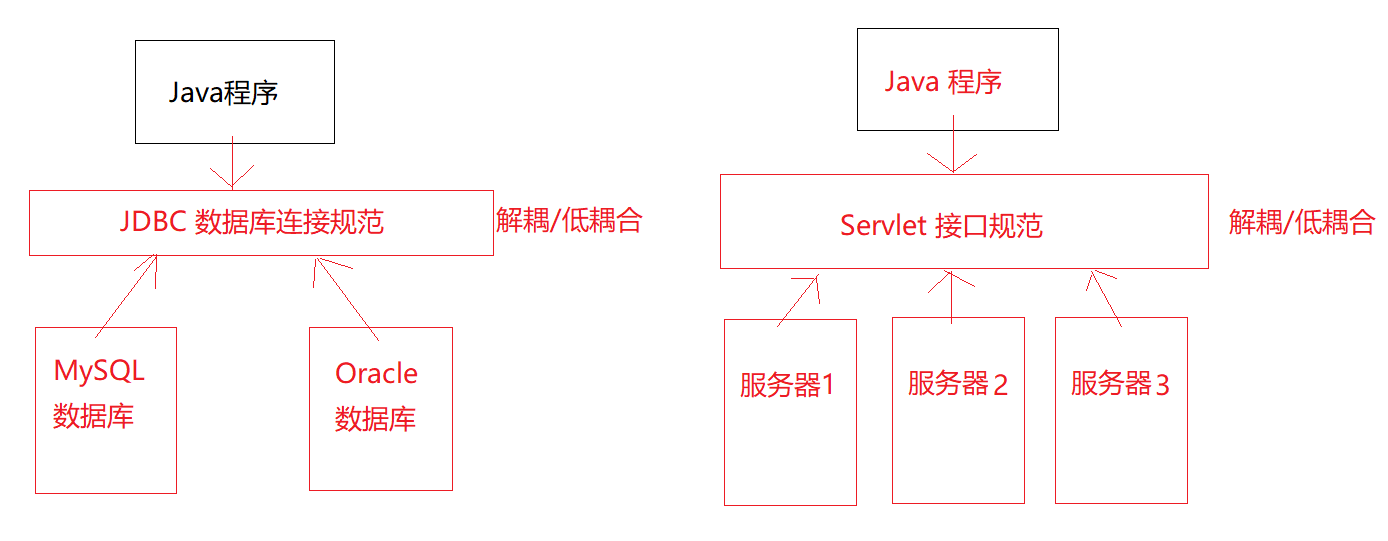 Java程序
JDBC 数据库连接规范
解耦/低耦合
MySQL
数据库
Oracle
数据库
Java 程序
Servlet 接口规范
解耦/低耦合
服务器1
服务器2
服务器3